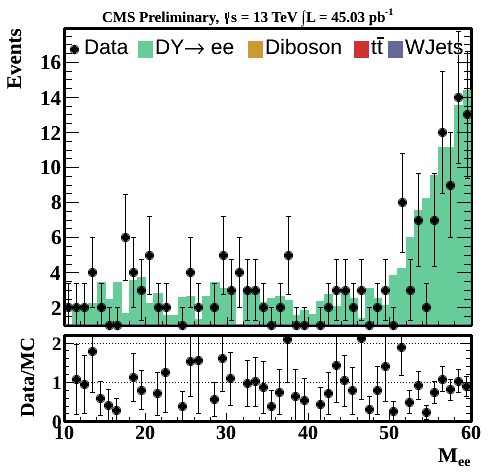 CMS Preliminary, √s = 13 TeV ∫L = 45.03 pb⁻¹
Events
Data DY→ ee Diboson tt̄ WJets
16
14
12
10
8
6
4
2
Data/MC
2
1
0
10 20 30 40 50 60
M_ee